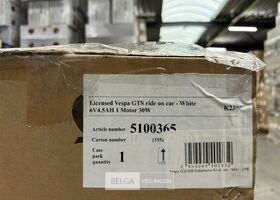 Licensed Vespa GTS ride on car - White
6V4.5AH 1 Motor 30W
Article number 5100365
Carton number (355)
Case
pack 1
quantity
BELGA VEILINGEN